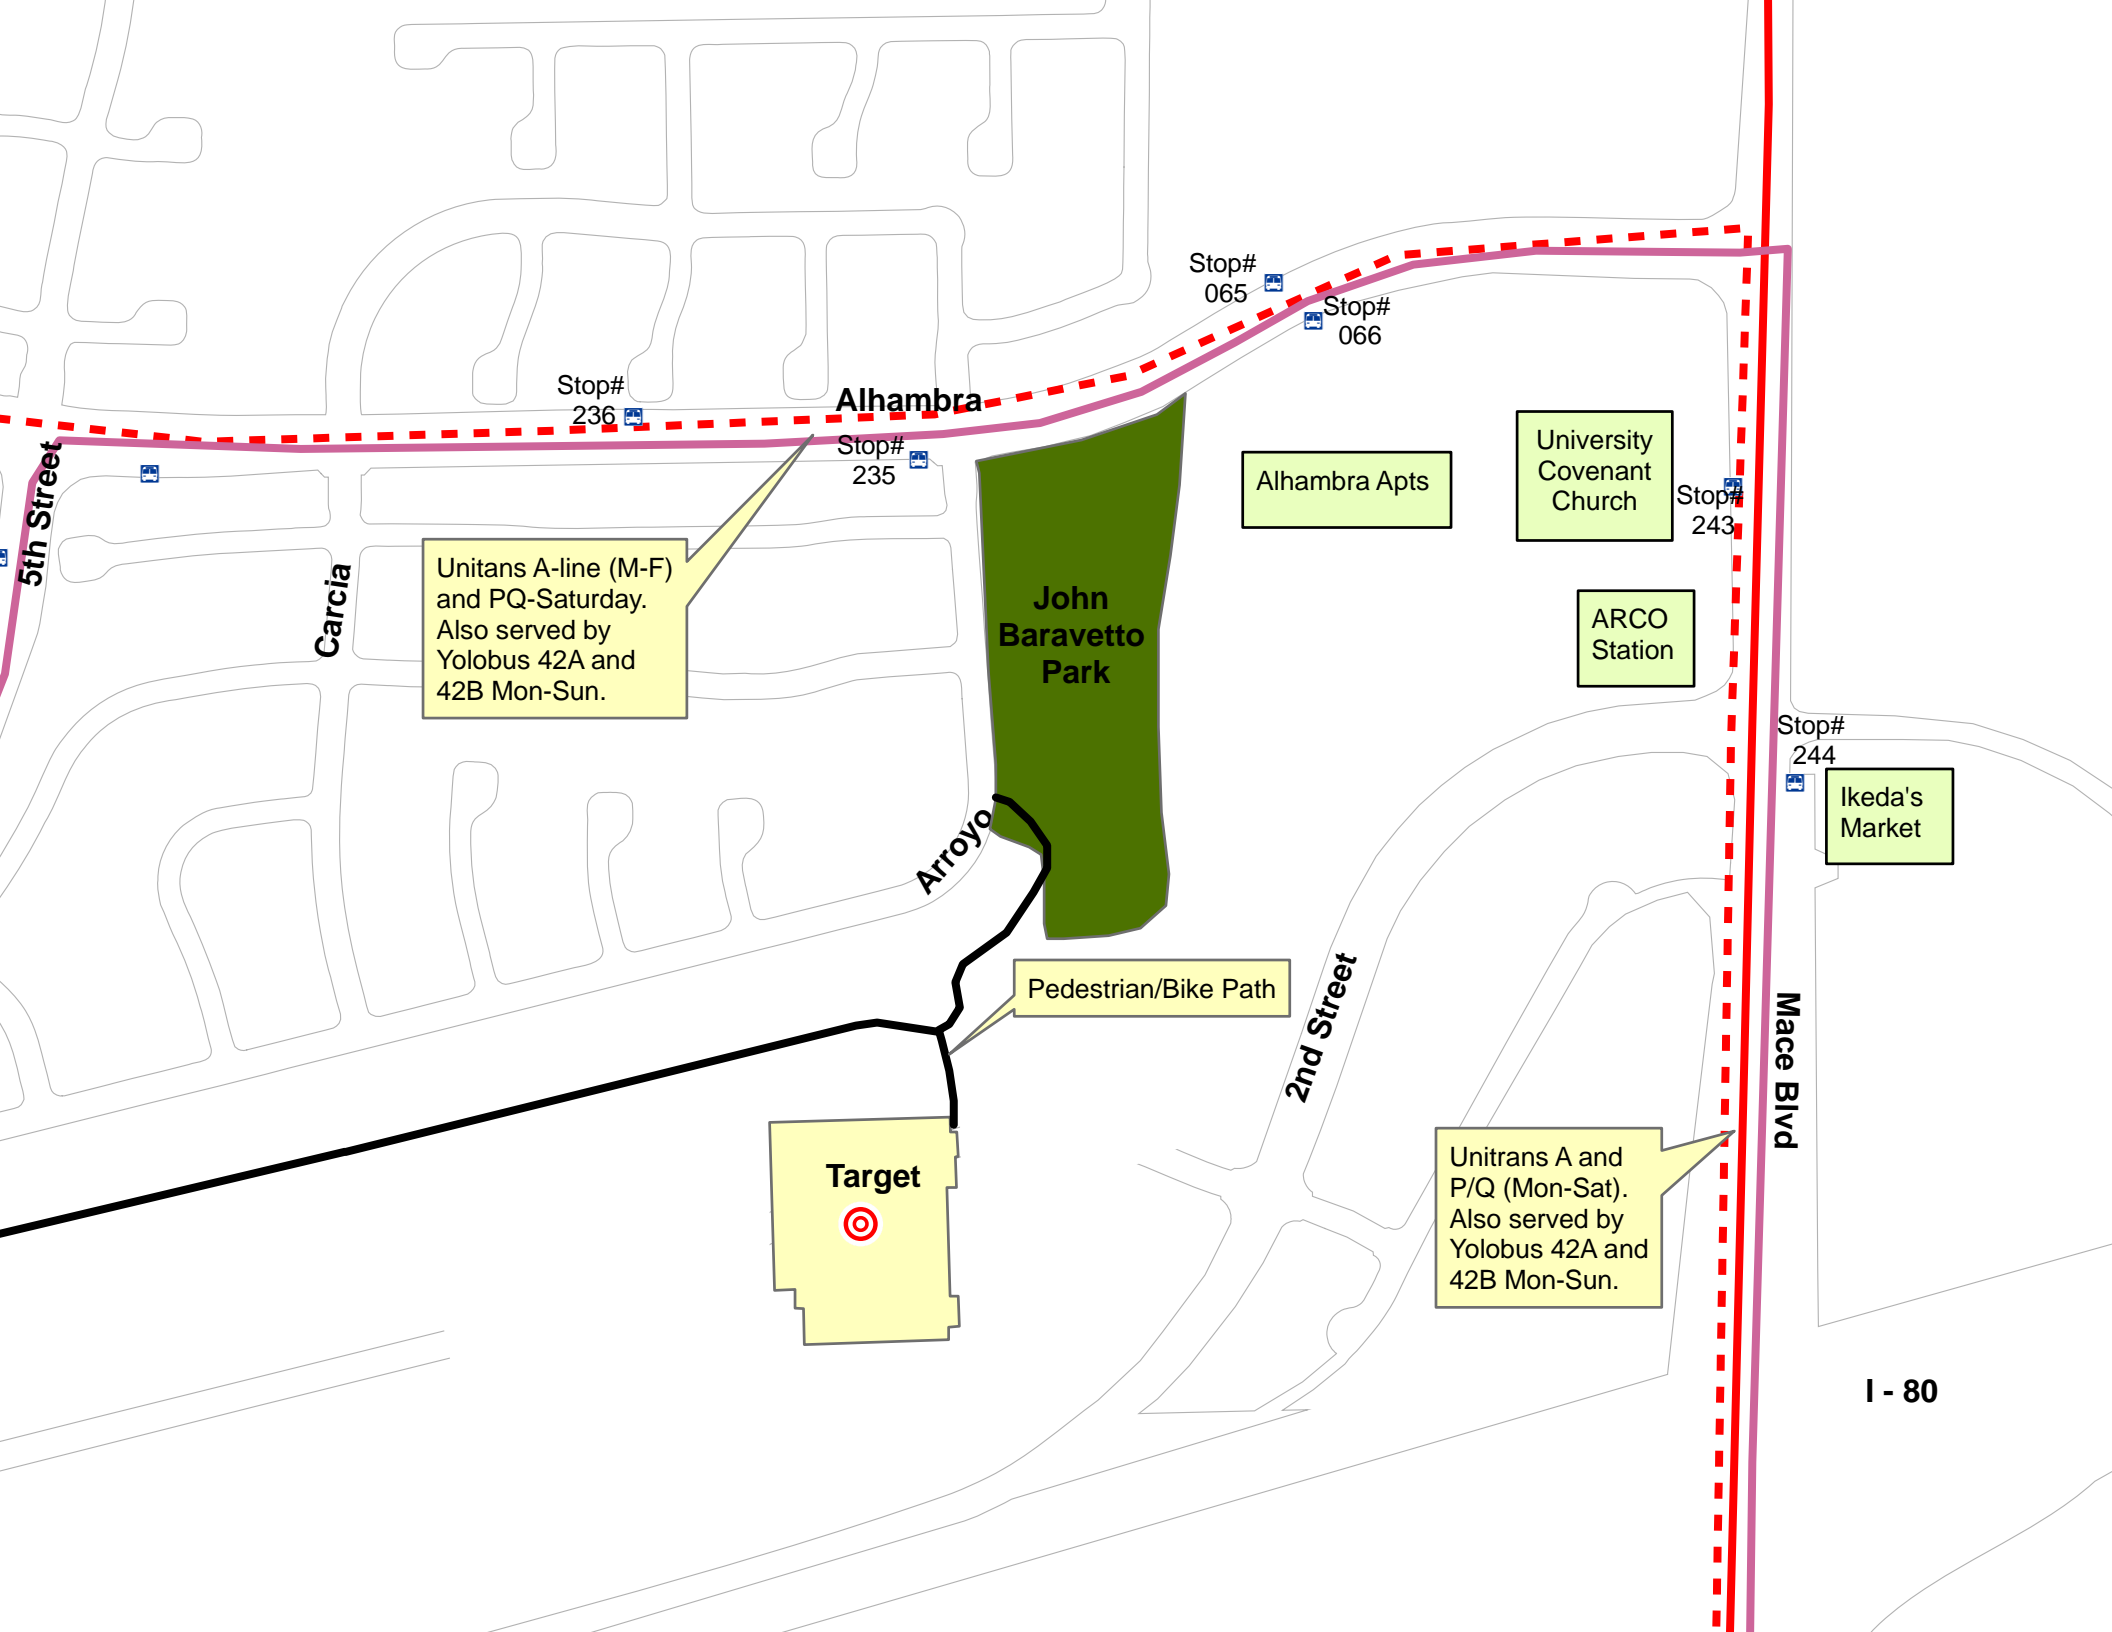 Stop#
065
Stop#
066
Stop#
236
Alhambra
Stop#
235
5th Street
Carcia
Unitans A-line (M-F)
and PQ-Saturday.
Also served by
Yolobus 42A and
42B Mon-Sun.
John
Baravetto
Park
Alhambra Apts
University
Covenant
Church
Stop#
243
ARCO
Station
Stop#
244
Ikeda's
Market
Arroyo
Pedestrian/Bike Path
2nd Street
Mace Blvd
Target
Unitrans A and
P/Q (Mon-Sat).
Also served by
Yolobus 42A and
42B Mon-Sun.
I - 80